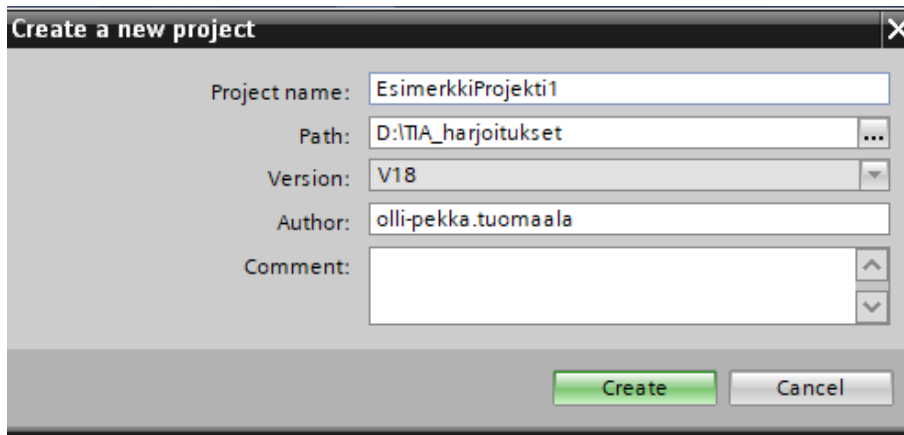 Create a new project
Project name: EsimerkkiProjekti1
Path: D:\TIA_harjoitukset ...
Version: V18
Author: olli-pekka.tuomaala
Comment:
Create Cancel